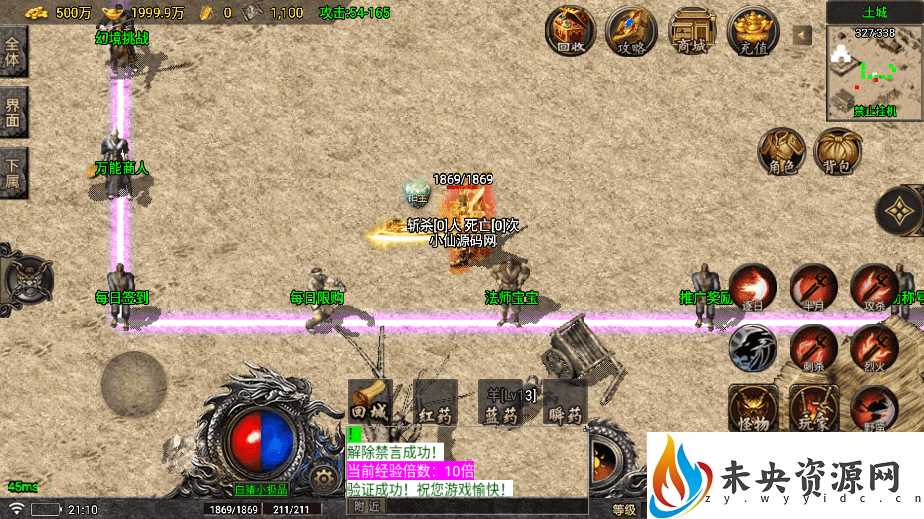 500万 1999.9万 0 1,100 攻击:54-165
幻境挑战
全体
界面
下属
回收 攻略 商城 充值
土城
327:338
禁止挂机
角色 背包
万能商人
1869/1869
斩杀[0]人 死亡[0]次
小仙源码网
每日签到
每日限购
法师宝宝
推广奖励
称号
逐日 半月 攻杀
刺杀 烈火
怪物 玩家 野蛮
羊[Lv13]
回城 红药 蓝药 瞬药
!
解除禁言成功!
当前经验倍数: 10倍
验证成功! 祝您游戏愉快!
附近
45ms
21:10
1869/1869 211/211
等级
未央资源网
zy.wyyidc.cn